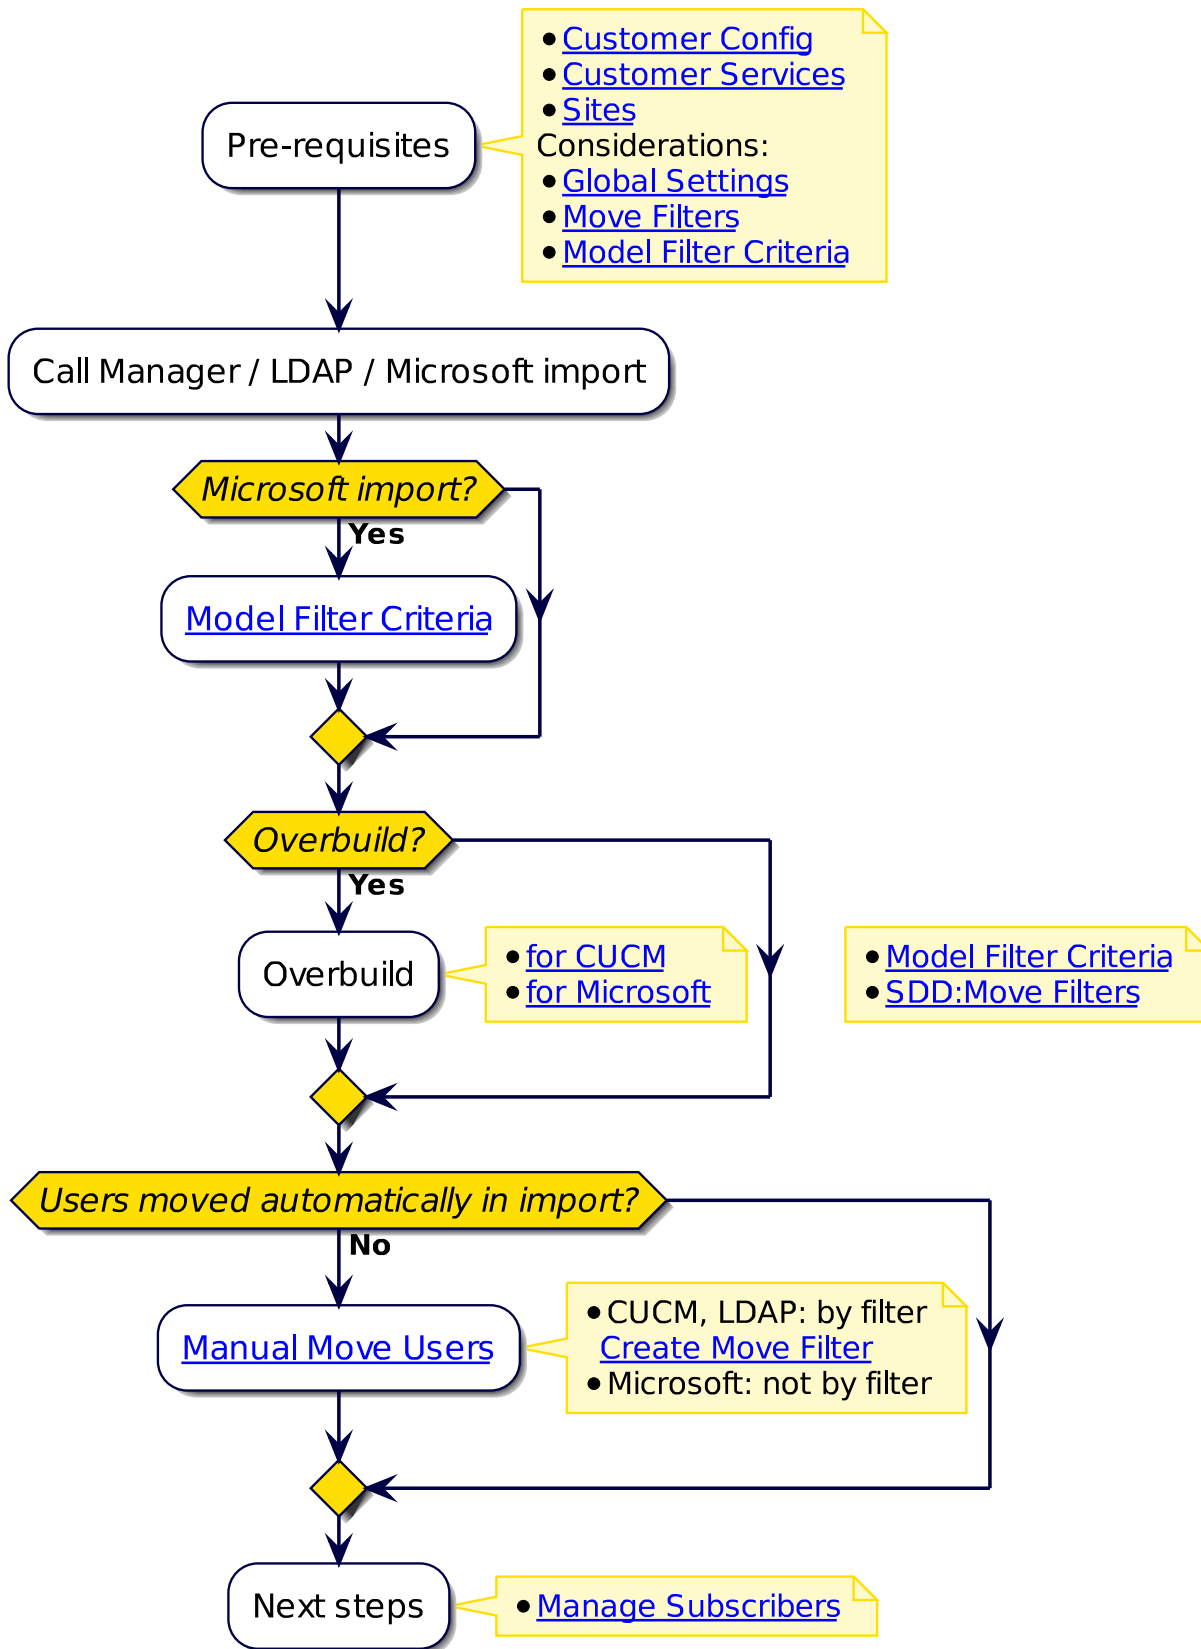 • Customer Config
• Customer Services
• Sites
Pre-requisites
Considerations:
• Global Settings
• Move Filters
• Model Filter Criteria
Call Manager / LDAP / Microsoft import
Microsoft import?
Yes
Model Filter Criteria
Overbuild?
Yes
Overbuild
• for CUCM
• for Microsoft
• Model Filter Criteria
• SDD:Move Filters
Users moved automatically in import?
No
Manual Move Users
• CUCM, LDAP: by filter
Create Move Filter
• Microsoft: not by filter
Next steps
• Manage Subscribers